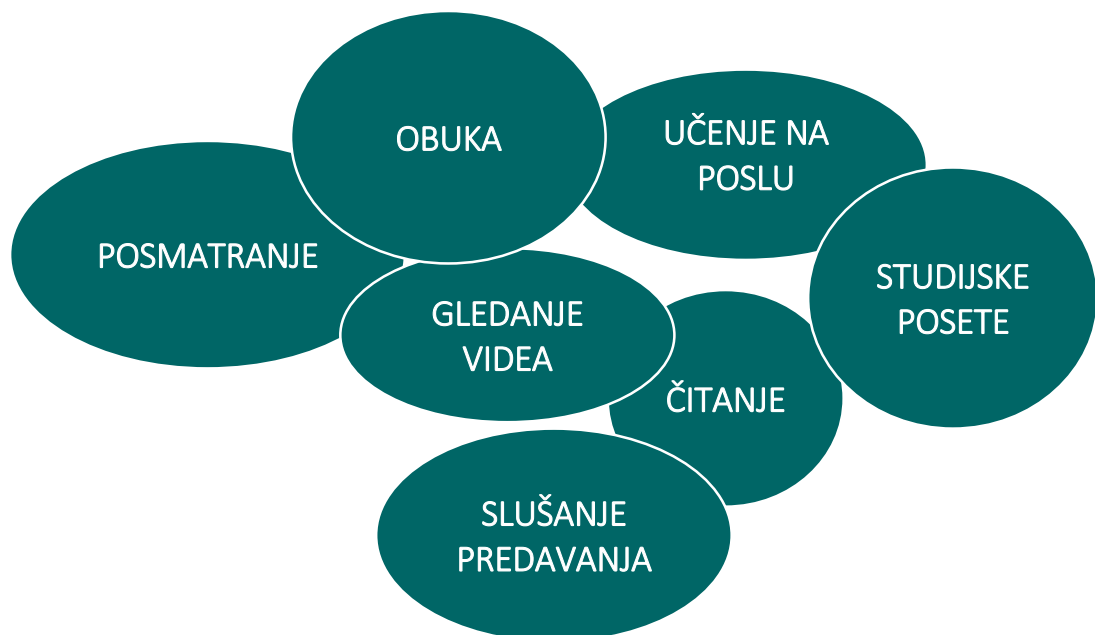 OBUKA
UČENJE NA
POSLU
POSMATRANJE
STUDIJSKE
POSETE
GLEDANJE
VIDEA
ČITANJE
SLUŠANJE
PREDAVANJA